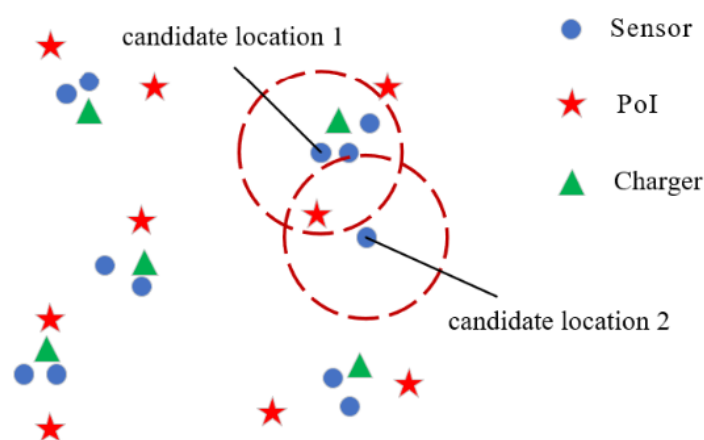 candidate location 1
Sensor
PoI
Charger
candidate location 2